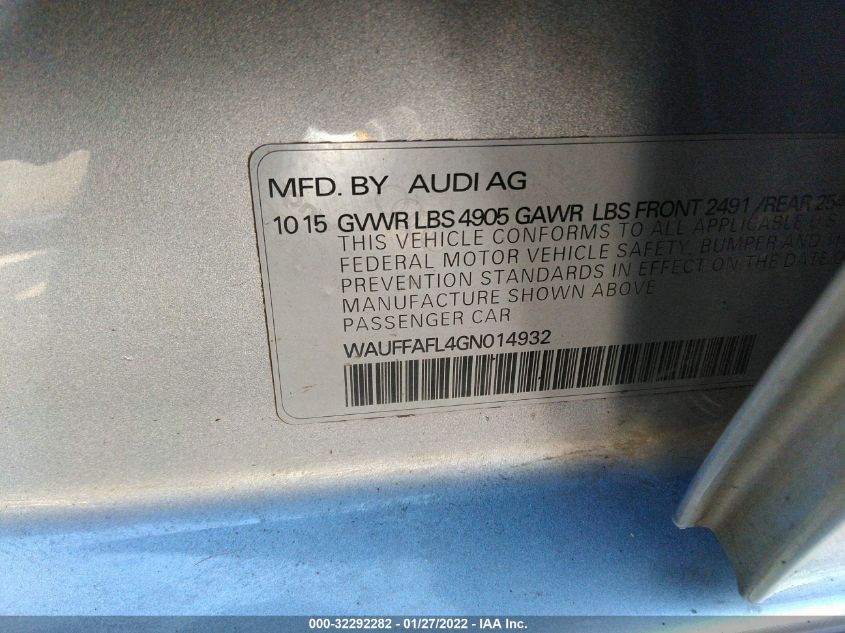 MFD. BY AUDI AG
10 15 GVWR LBS 4905 GAWR LBS FRONT 2491 /REAR 254
THIS VEHICLE CONFORMS TO ALL APPLICABLE U.S.
FEDERAL MOTOR VEHICLE SAFETY, BUMPER AND TH
PREVENTION STANDARDS IN EFFECT ON THE DATE O
MANUFACTURE SHOWN ABOVE
PASSENGER CAR
WAUFFAFL4GN014932
000-32292282 - 01/27/2022 - IAA Inc.